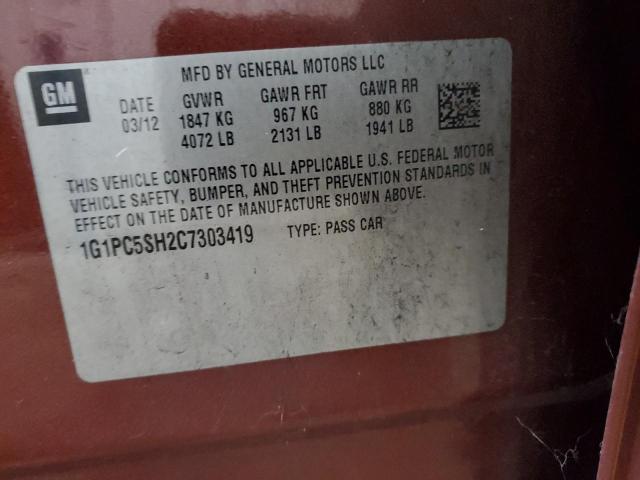 GM
MFD BY GENERAL MOTORS LLC
DATE GVWR GAWR FRT GAWR RR
03/12 1847 KG 967 KG 880 KG
4072 LB 2131 LB 1941 LB
THIS VEHICLE CONFORMS TO ALL APPLICABLE U.S. FEDERAL MOTOR
VEHICLE SAFETY, BUMPER, AND THEFT PREVENTION STANDARDS IN
EFFECT ON THE DATE OF MANUFACTURE SHOWN ABOVE.
1G1PC5SH2C7303419 TYPE: PASS CAR